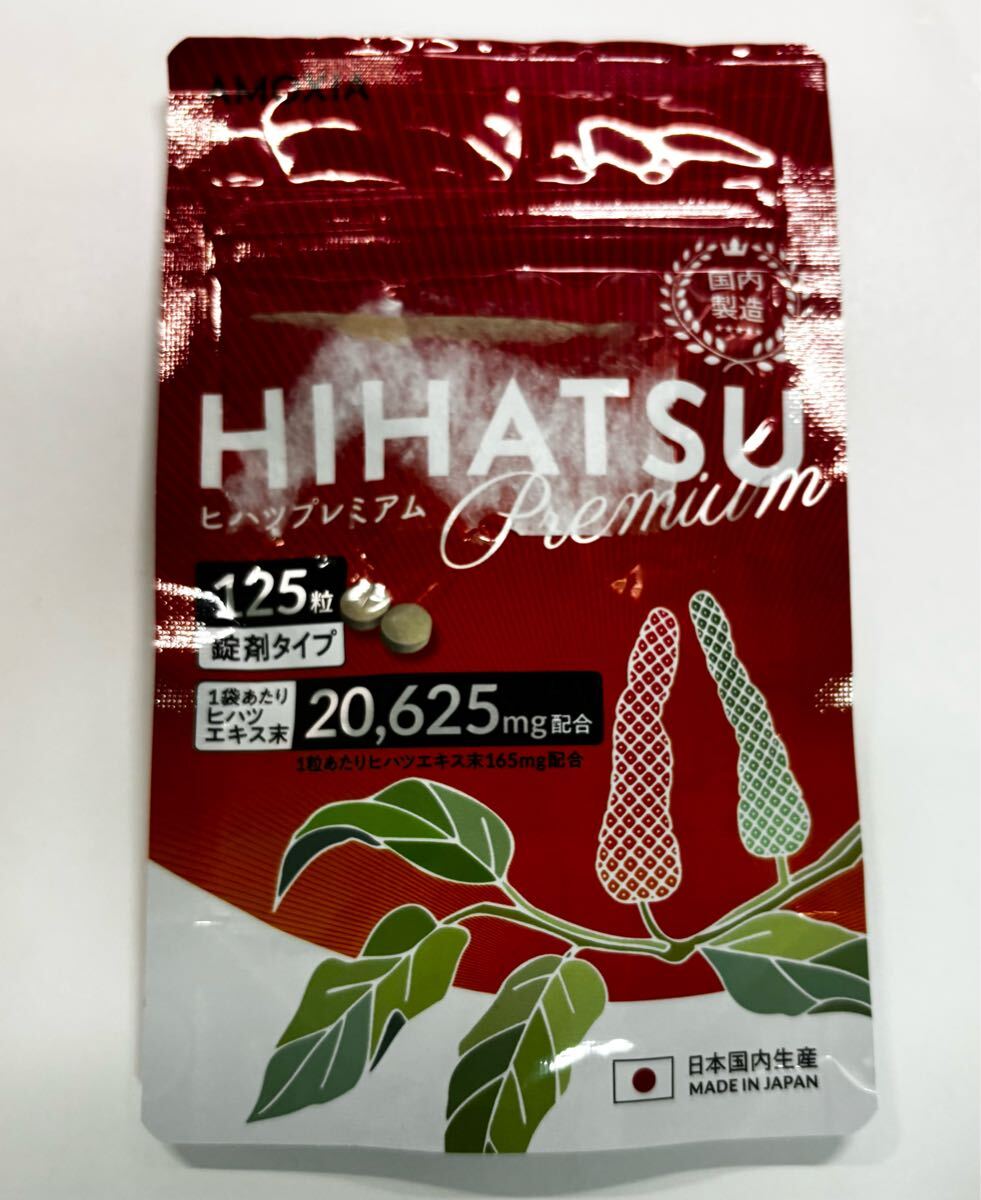 AMOXIA
国内
製造
HIHATSU
Premium
ヒハツプレミアム
125粒
錠剤タイプ
1袋あたり
ヒハツ
エキス末
20,625mg配合
1粒あたりヒハツエキス末165mg配合
日本国内生産
MADE IN JAPAN